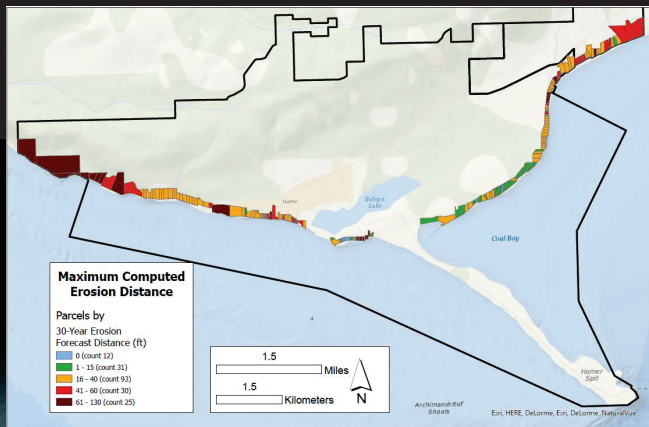 Homer
Beluga
Lake
Coal Bay
Maximum Computed
Erosion Distance
Parcels by
30-Year Erosion
Forecast Distance (ft)
0 (count 12)
1 - 15 (count 31)
16 - 40 (count 93)
41 - 60 (count 30)
61 - 130 (count 25)
1.5
Miles
1.5
Kilometers
N
Homer
Spit
Archimandritof
Shoals
Esri, HERE, DeLorme, Esri, DeLorme, NaturalVue